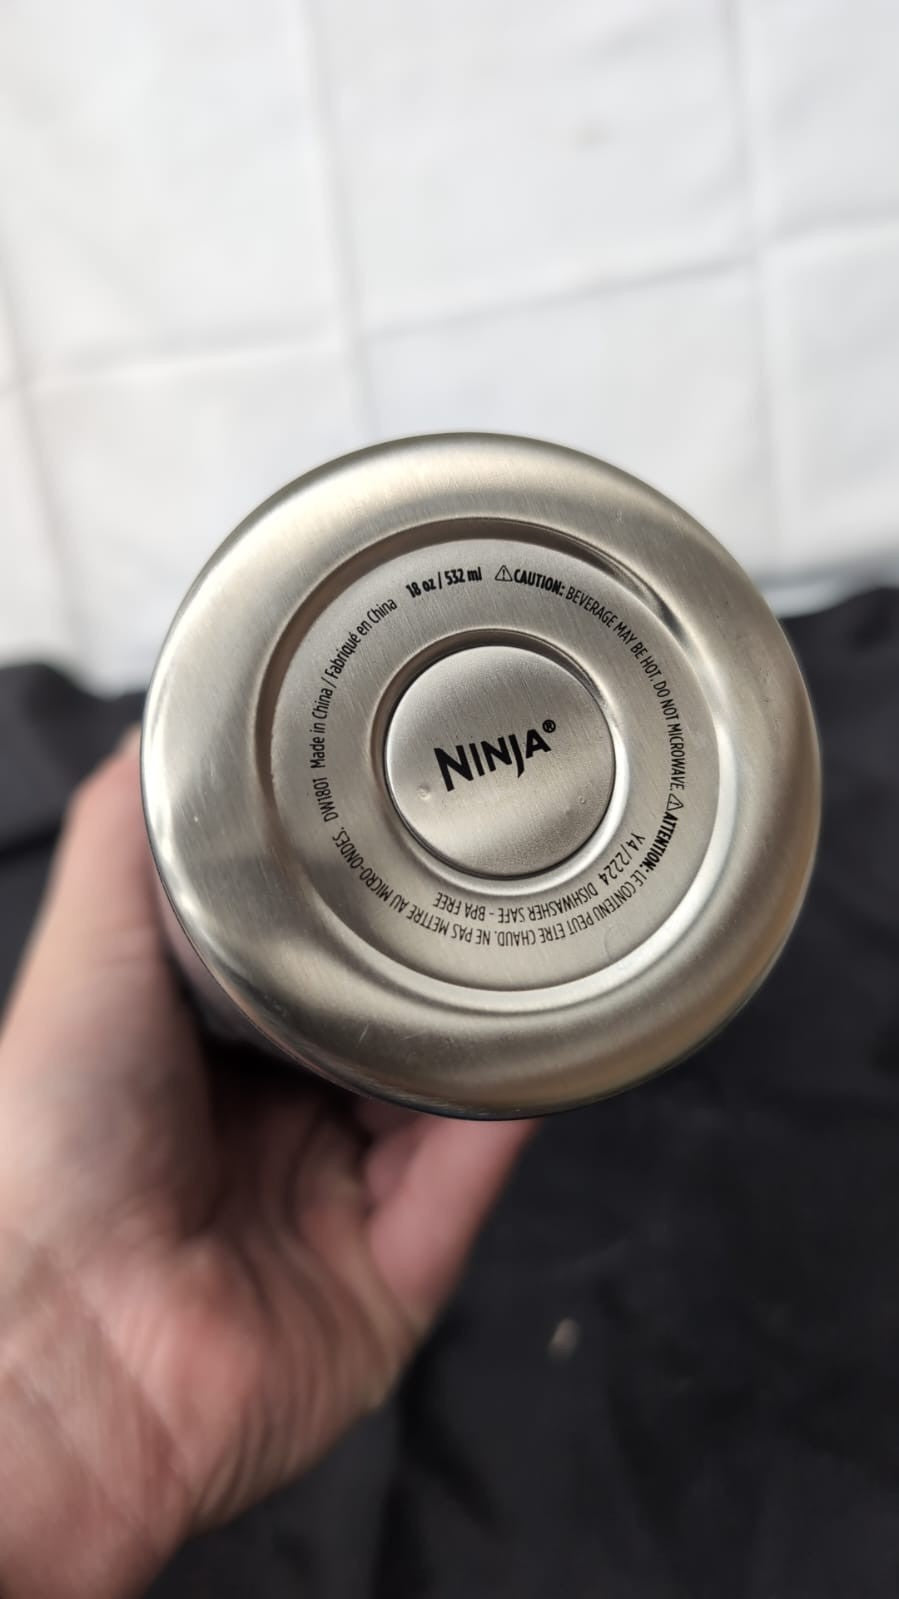 NINJA®
18 oz / 532 ml ⚠CAUTION: BEVERAGE MAY BE HOT. DO NOT MICROWAVE. ⚠ATTENTION: LE CONTENU PEUT ETRE CHAUD. NE PAS METTRE AU MICRO-ONDES. DW1801 Made in China / Fabriqué en China
Y4/2224 DISHWASHER SAFE - BPA FREE